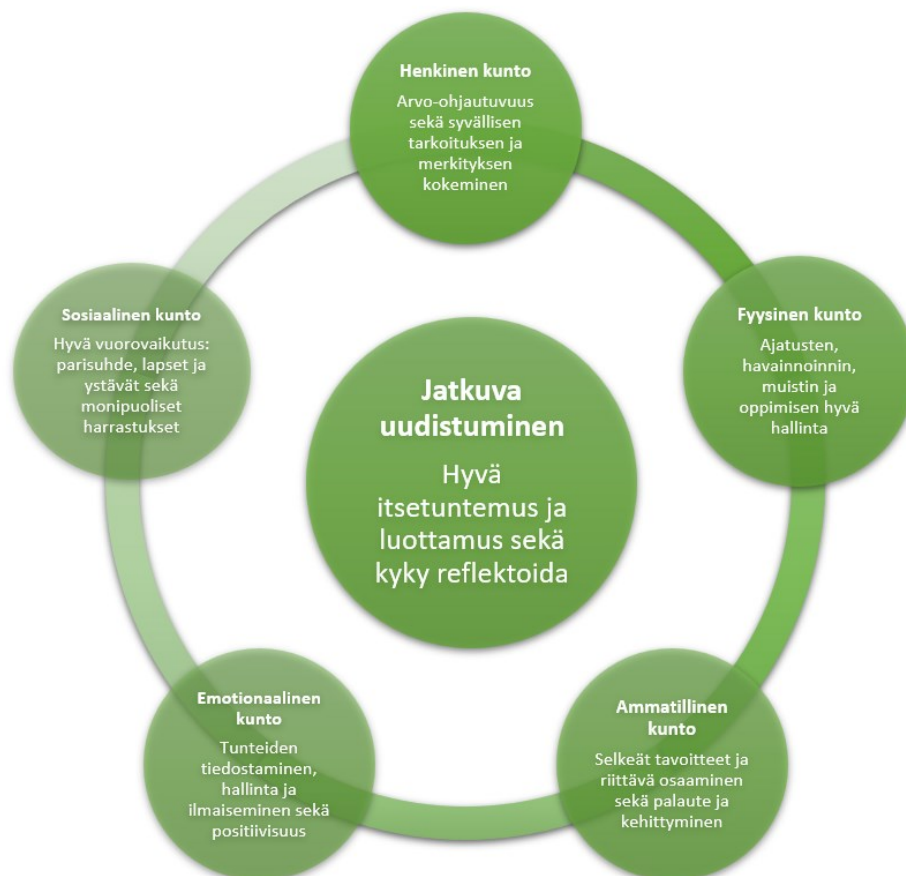 Henkinen kunto
Arvo-ohjautuvuus
sekä syvällisen
tarkoituksen ja
merkityksen
kokeminen
Fyysinen kunto
Ajatusten,
havainnoinnin,
muistin ja
oppimisen hyvä
hallinta
Ammatillinen
kunto
Selkeät tavoitteet ja
riittävä osaaminen
sekä palaute ja
kehittyminen
Emotionaalinen
kunto
Tunteiden
tiedostaminen,
hallinta ja
ilmaiseminen sekä
positiivisuus
Sosiaalinen kunto
Hyvä vuorovaikutus:
parisuhde, lapset ja
ystävät sekä
monipuoliset
harrastukset
Jatkuva
uudistuminen
Hyvä
itsetuntemus ja
luottamus sekä
kyky reflektoida